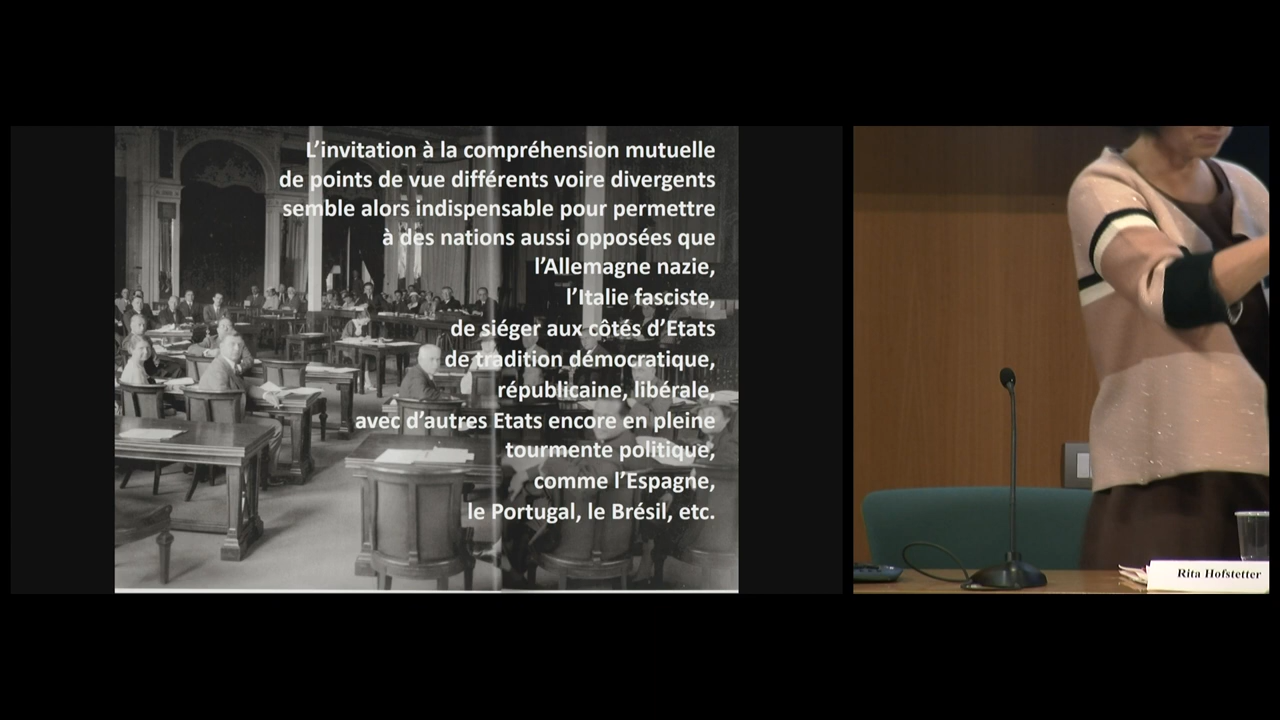 L’invitation à la compréhension mutuelle
de points de vue différents voire divergents
semble alors indispensable pour permettre
à des nations aussi opposées que
l’Allemagne nazie,
l’Italie fasciste,
de siéger aux côtés d’Etats
de tradition démocratique,
républicaine, libérale,
avec d’autres Etats encore en pleine
tourmente politique,
comme l’Espagne,
le Portugal, le Brésil, etc.
Rita Hofstetter